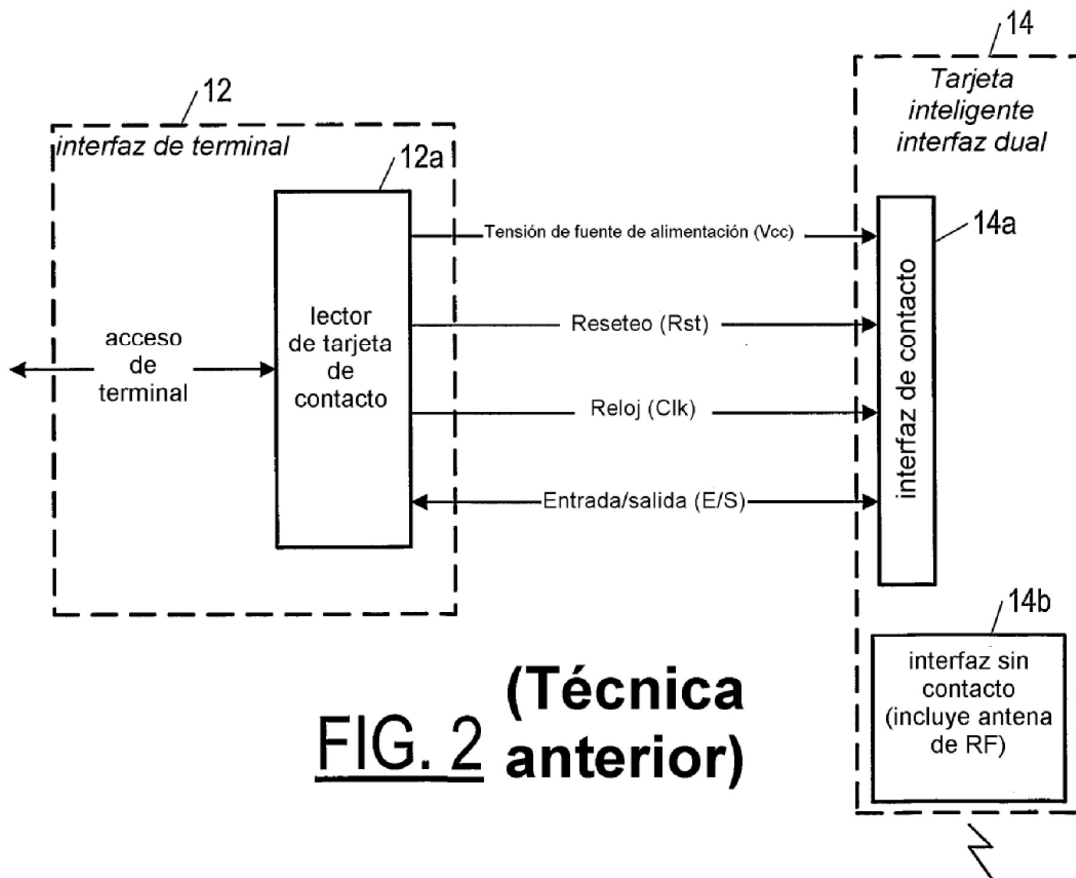 14
Tarjeta
inteligente
interfaz dual
12
interfaz de terminal
12a
14a
Tensión de fuente de alimentación (Vcc)
lector
de tarjeta
de
contacto
Reseteo (Rst)
acceso
de
terminal
Reloj (Clk)
interfaz de contacto
Entrada/salida (E/S)
14b
interfaz sin
contacto
(incluye antena
de RF)
FIG. 2
(Técnica
anterior)